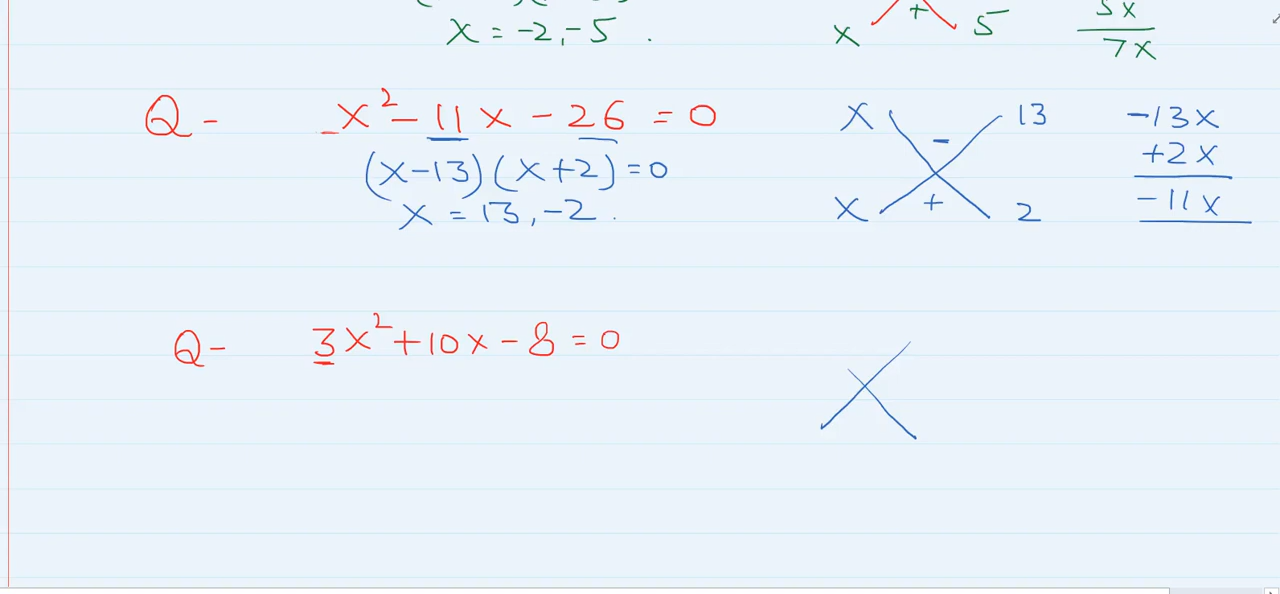 x = -2, -5 .
x + 5 5x
7x
Q - x² - 11x - 26 = 0
(x-13)(x+2)=0
x = 13, -2 .
x - 13 -13x
+2x
x + 2 -11x
Q - 3x² + 10x - 8 = 0